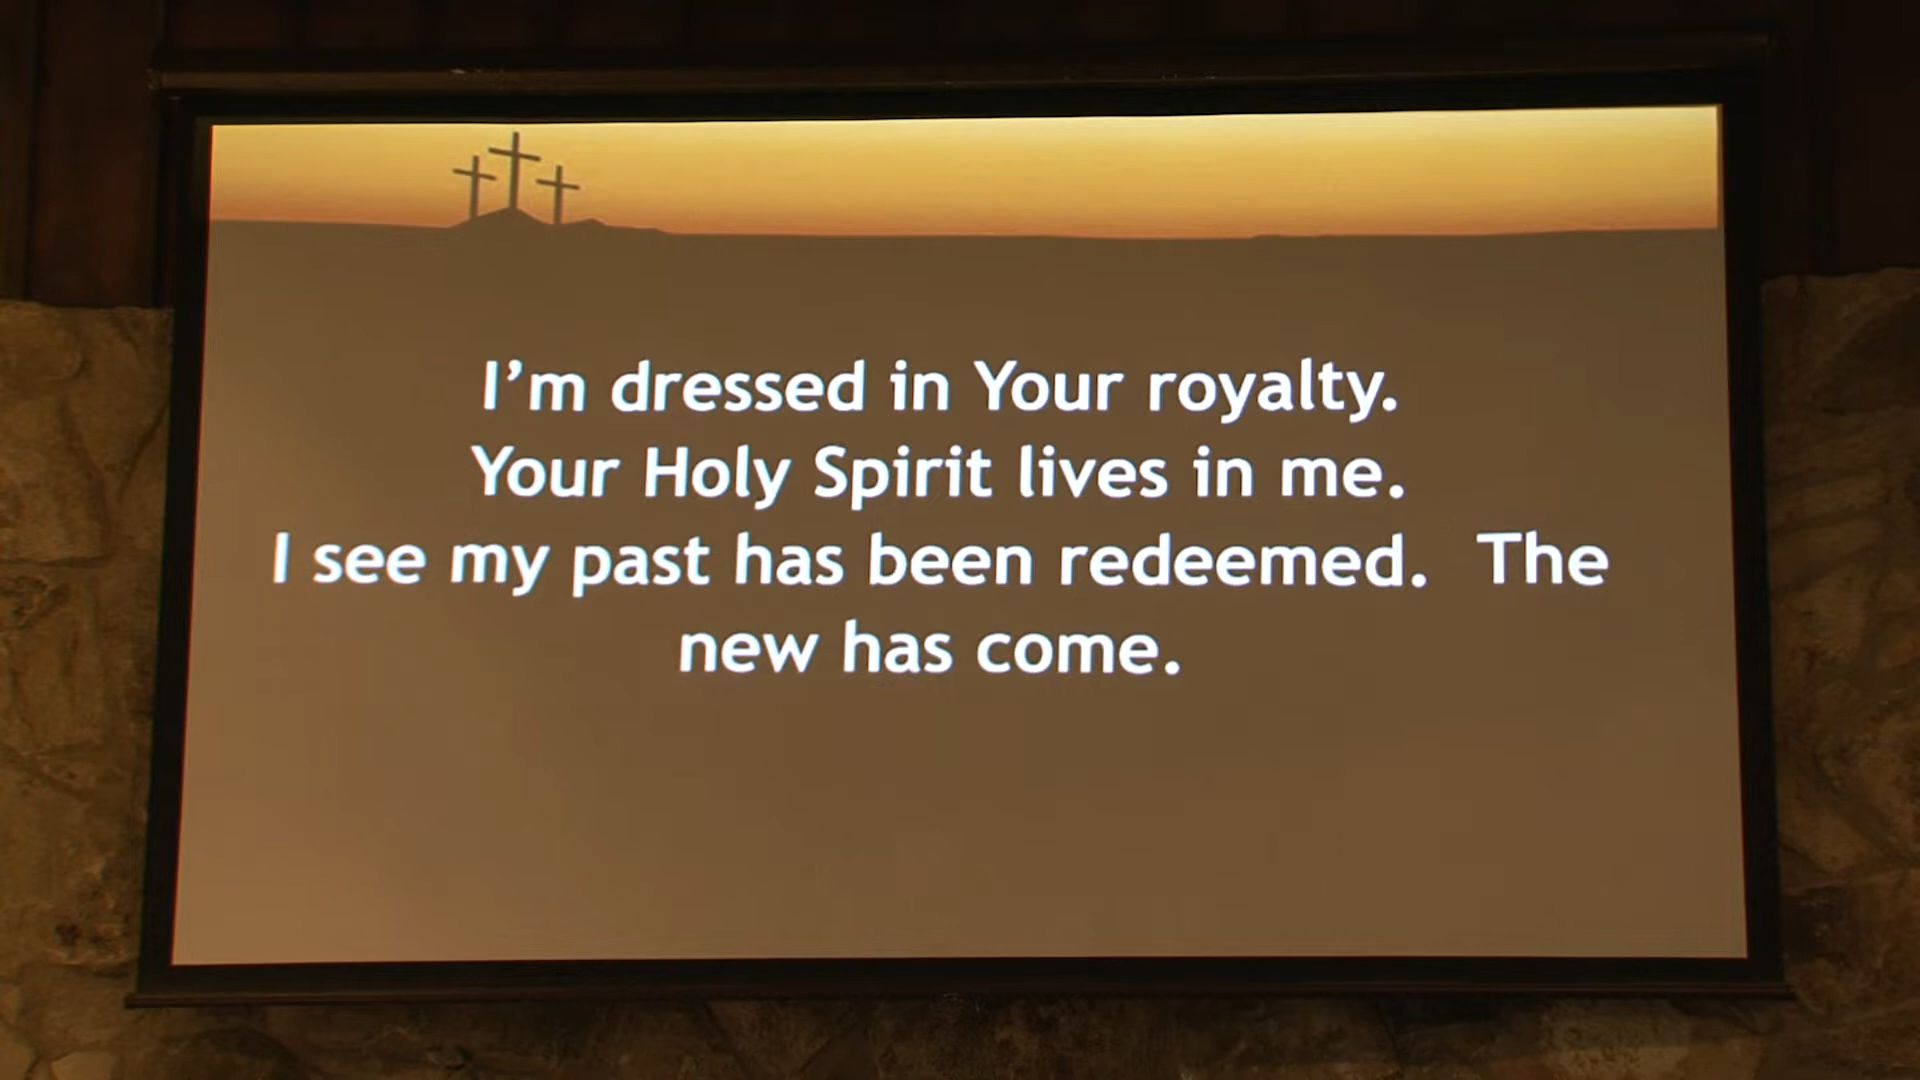 I’m dressed in Your royalty.
Your Holy Spirit lives in me.
I see my past has been redeemed.  The
new has come.